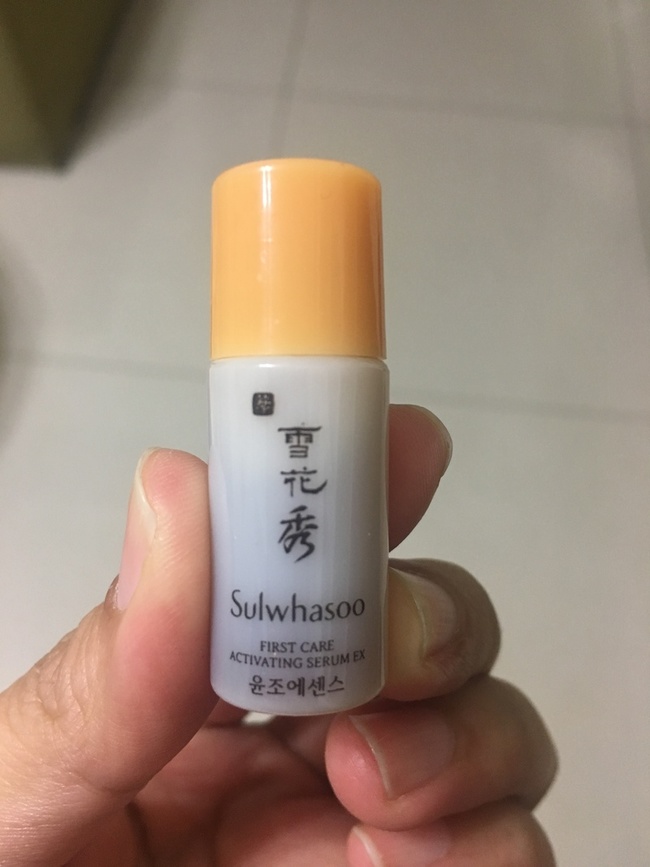 雪
花
秀
Sulwhasoo
FIRST CARE
ACTIVATING SERUM EX
윤조에센스